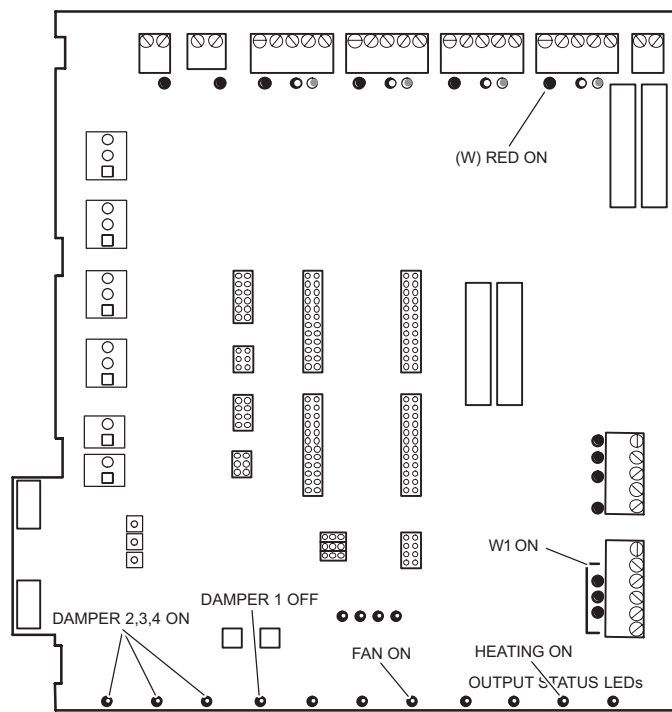 (W) RED ON
W1 ON
DAMPER 1 OFF
DAMPER 2,3,4 ON
FAN ON
HEATING ON
OUTPUT STATUS LEDs